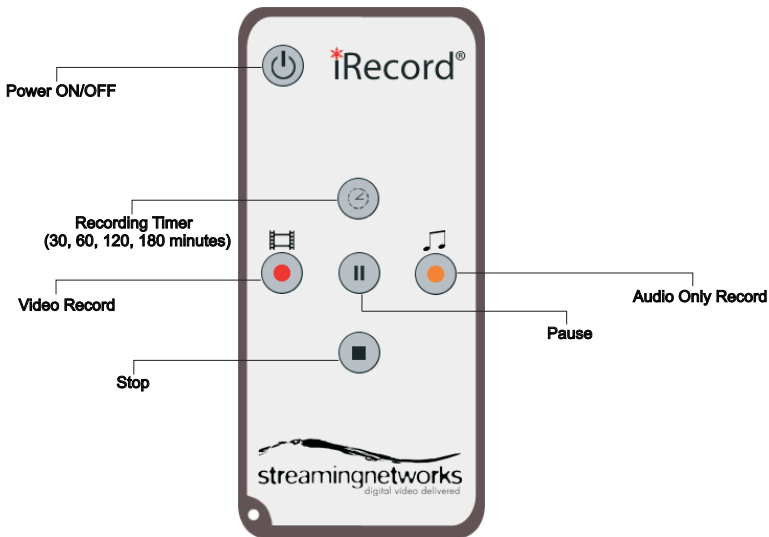 iRecord®
Power ON/OFF
Recording Timer
(30, 60, 120, 180 minutes)
Video Record
Audio Only Record
Pause
Stop
streamingnetworks
digital video delivered